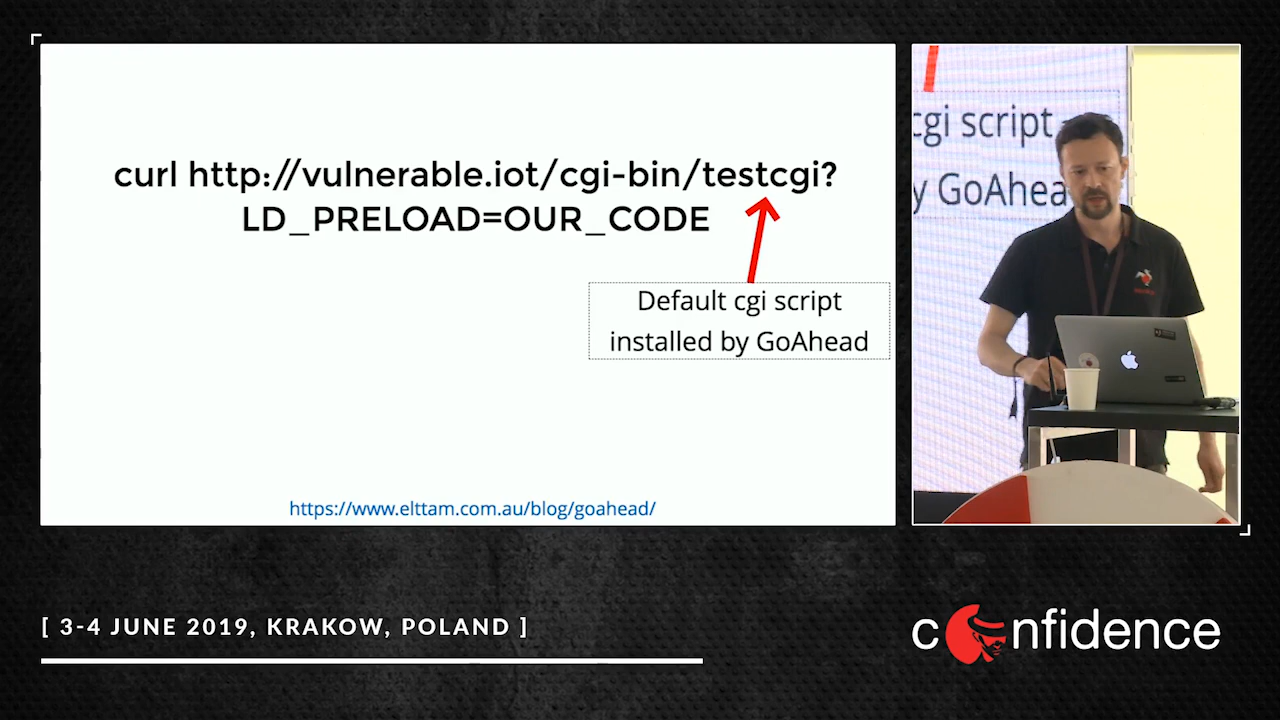 curl http://vulnerable.iot/cgi-bin/testcgi?
LD_PRELOAD=OUR_CODE
Default cgi script
installed by GoAhead
https://www.elttam.com.au/blog/goahead/
cgi script
y GoAhea
[ 3-4 JUNE 2019, KRAKOW, POLAND ]
confidence